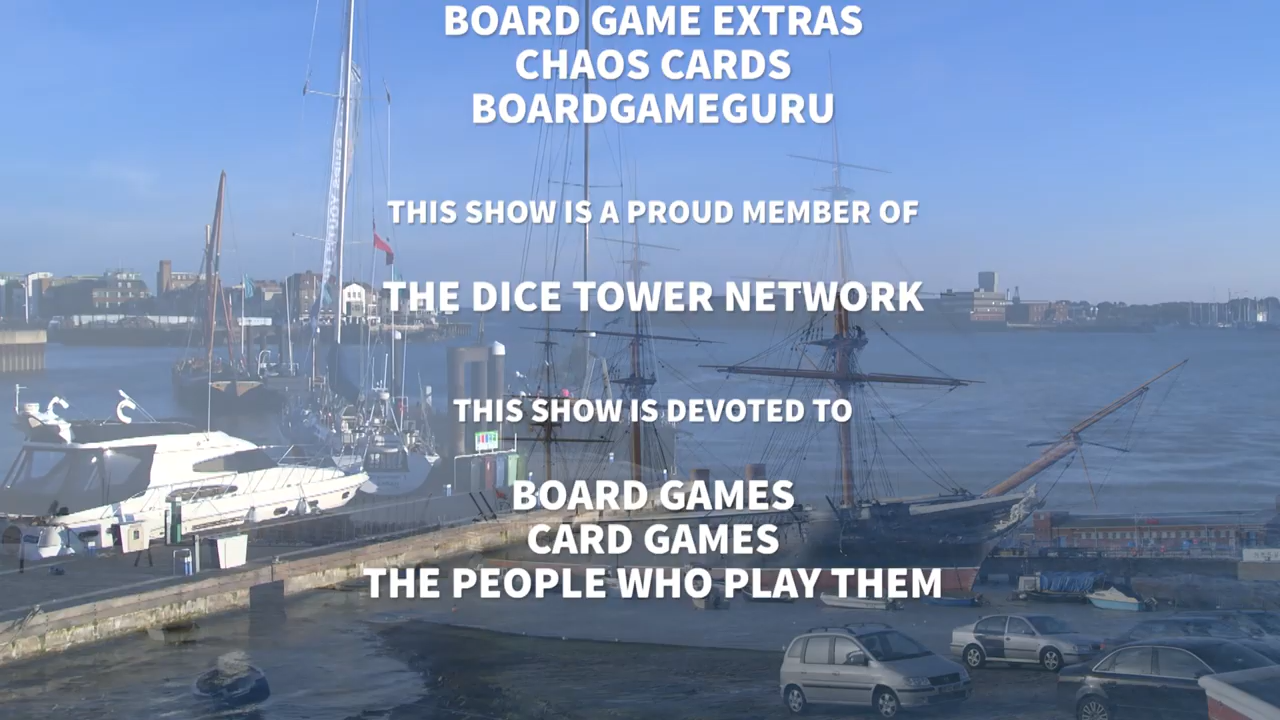 BOARD GAME EXTRAS
CHAOS CARDS
BOARDGAMEGURU
THIS SHOW IS A PROUD MEMBER OF
THE DICE TOWER NETWORK
THIS SHOW IS DEVOTED TO
BOARD GAMES
CARD GAMES
THE PEOPLE WHO PLAY THEM